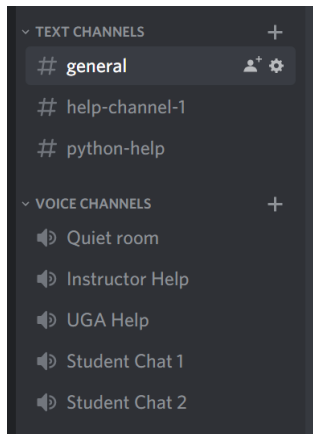 TEXT CHANNELS
# general
# help-channel-1
# python-help
VOICE CHANNELS
Quiet room
Instructor Help
UGA Help
Student Chat 1
Student Chat 2